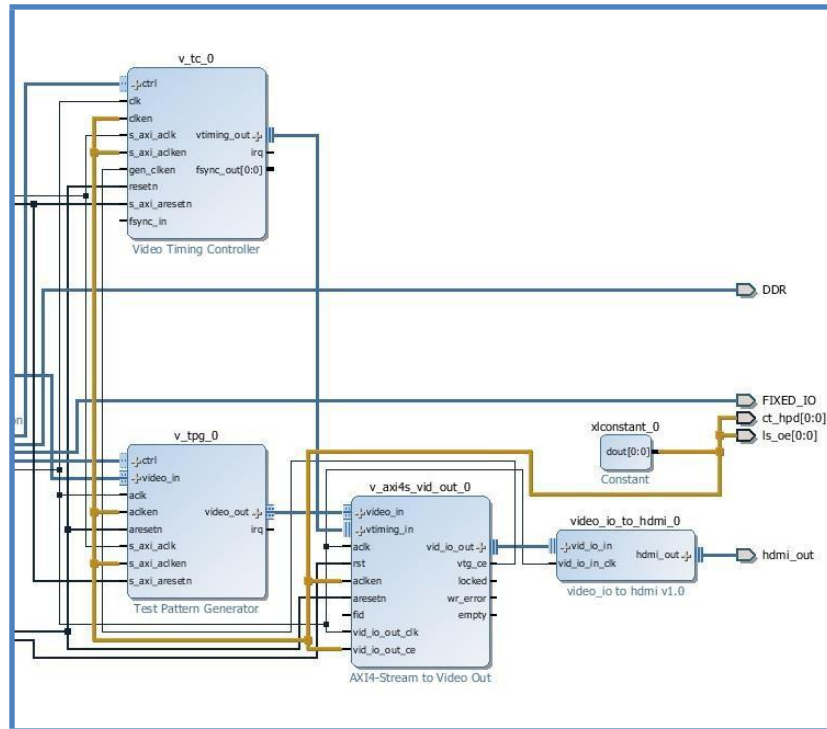 v_tc_0
ctrl
clk
clken
s_axi_aclk
s_axi_aclken
gen_clken
resetn
s_axi_aresetn
fsync_in
vtiming_out
irq
fsync_out[0:0]
Video Timing Controller
DDR
FIXED_IO
ct_hpd[0:0]
ls_oe[0:0]
xlconstant_0
dout[0:0]
Constant
on
v_tpg_0
ctrl
video_in
aclk
aclken
aresetn
s_axi_aclk
s_axi_aclken
s_axi_aresetn
video_out
irq
Test Pattern Generator
v_axi4s_vid_out_0
video_in
vtiming_in
aclk
rst
aclken
aresetn
fid
vid_io_out_clk
vid_io_out_ce
vid_io_out
vtg_ce
locked
wr_error
empty
AXI4-Stream to Video Out
video_io_to_hdmi_0
vid_io_in
vid_io_in_clk
hdmi_out
video_io to hdmi v1.0
hdmi_out